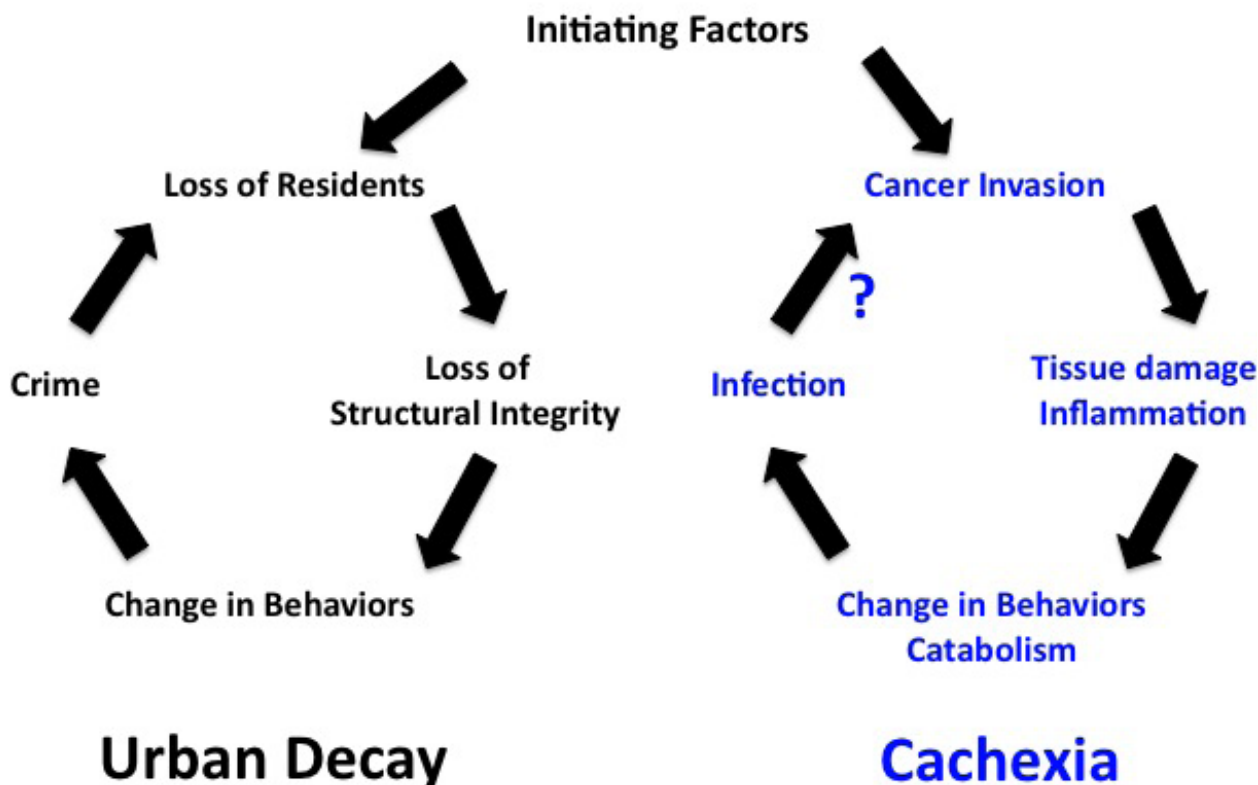 Initiating Factors
Loss of Residents
Cancer Invasion
?
Crime
Loss of
Structural Integrity
Infection
Tissue damage
Inflammation
Change in Behaviors
Change in Behaviors
Catabolism
Urban Decay
Cachexia